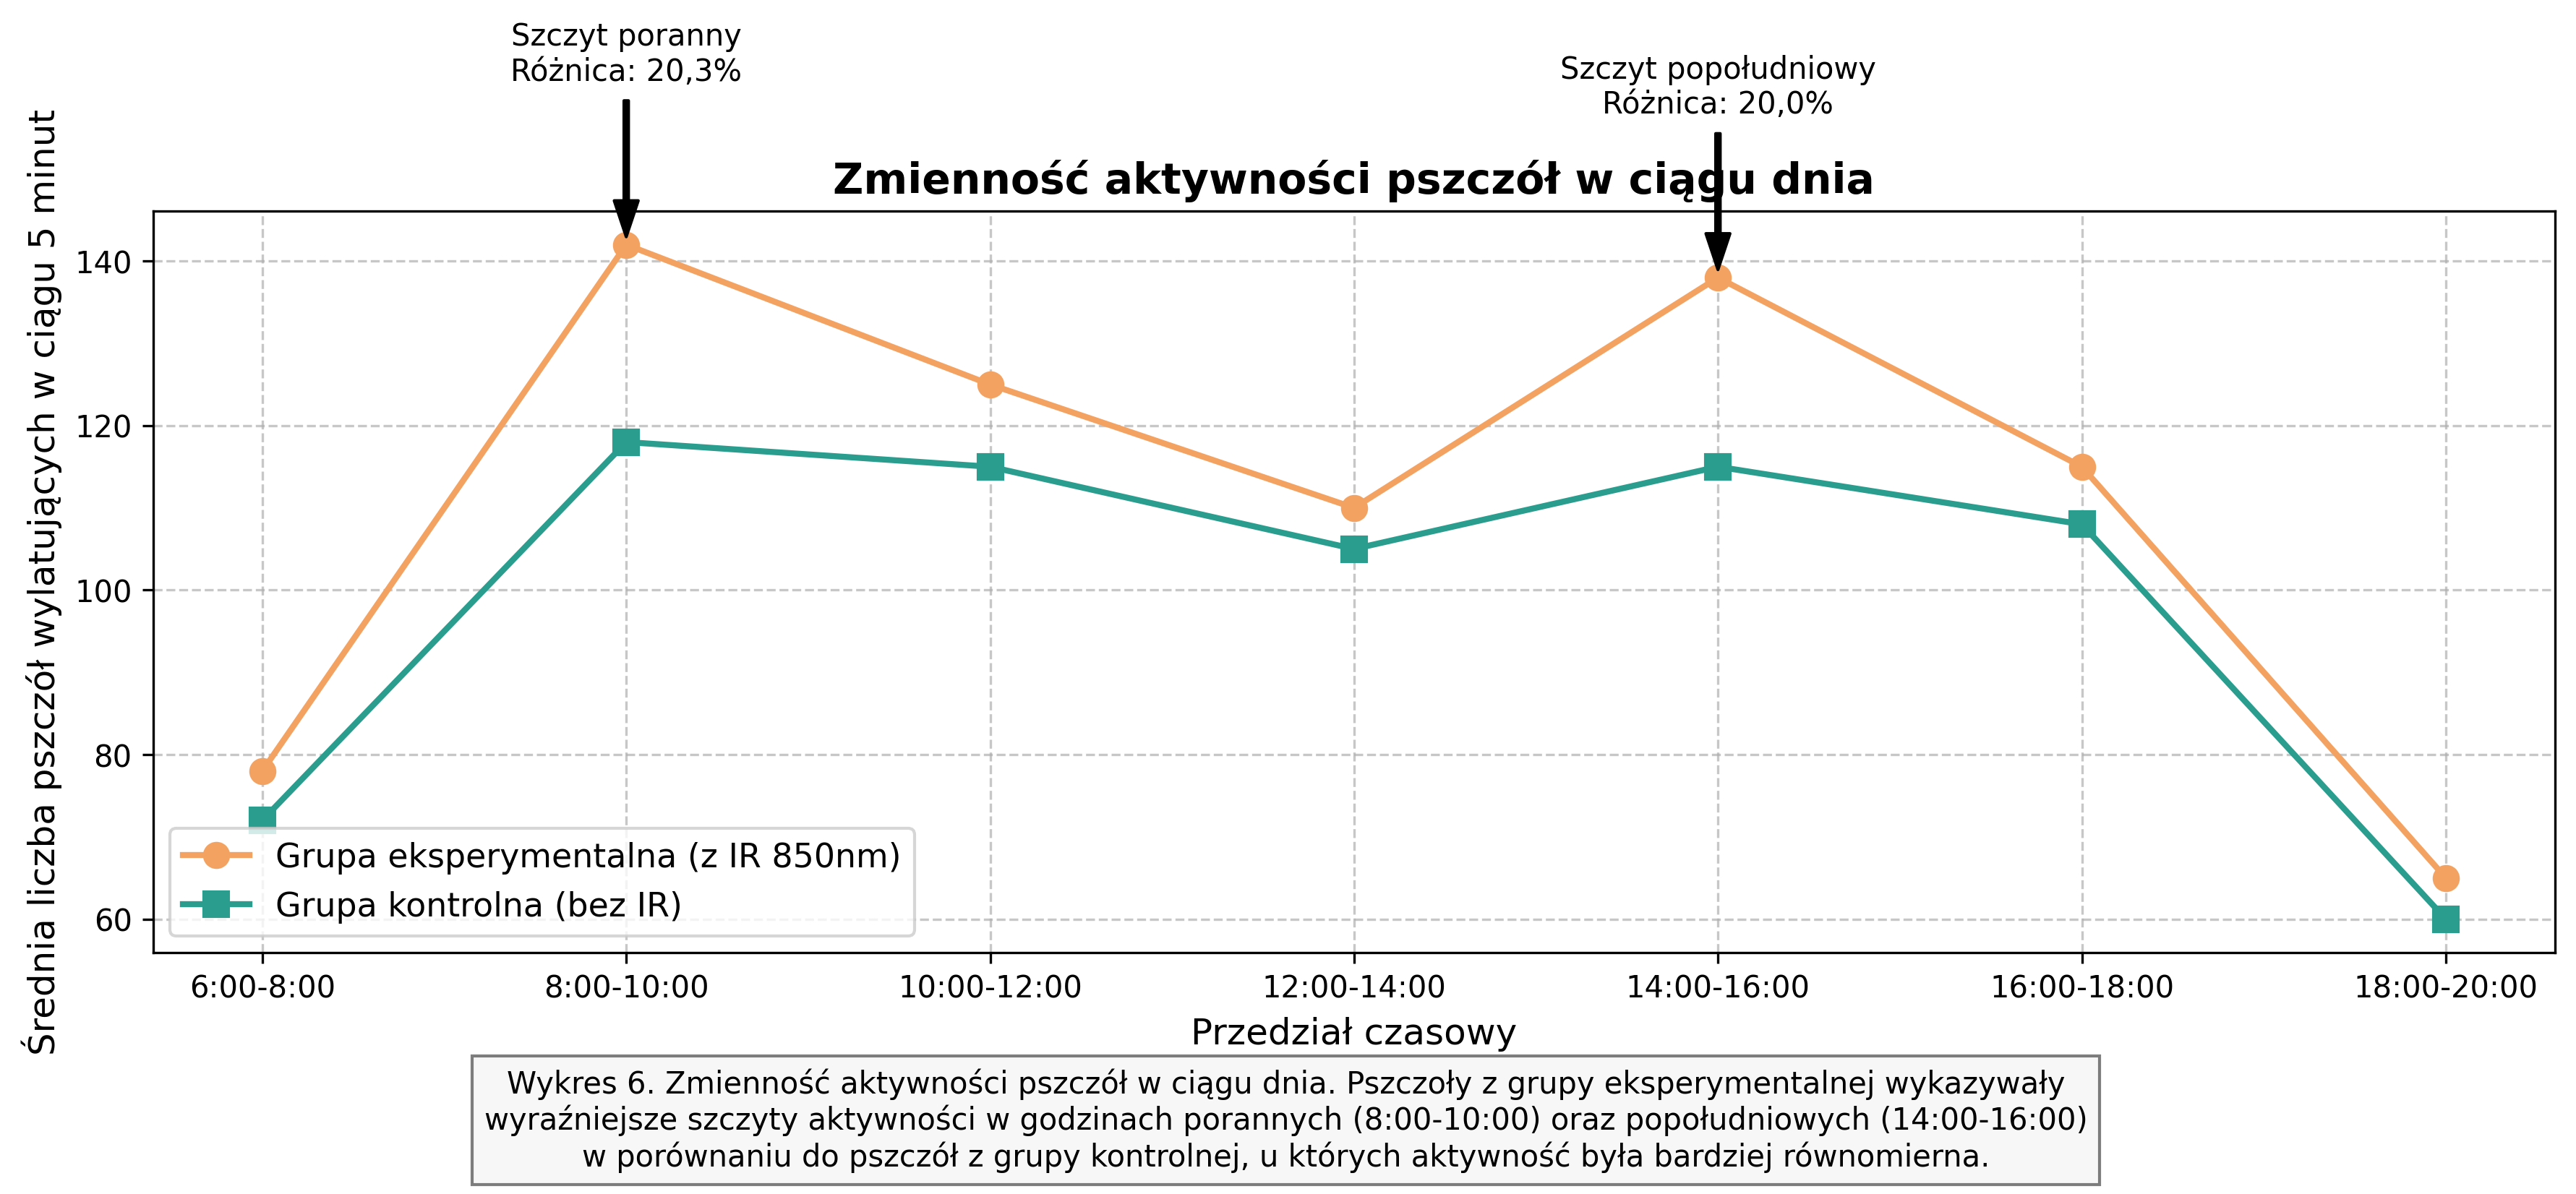 Szczyt poranny
Różnica: 20,3%
Szczyt popołudniowy
Różnica: 20,0%
Zmienność aktywności pszczół w ciągu dnia
Średnia liczba pszczół wylatujących w ciągu 5 minut
140
120
100
80
60
Grupa eksperymentalna (z IR 850nm)
Grupa kontrolna (bez IR)
6:00-8:00
8:00-10:00
10:00-12:00
12:00-14:00
14:00-16:00
16:00-18:00
18:00-20:00
Przedział czasowy
Wykres 6. Zmienność aktywności pszczół w ciągu dnia. Pszczoły z grupy eksperymentalnej wykazywały
wyraźniejsze szczyty aktywności w godzinach porannych (8:00-10:00) oraz popołudniowych (14:00-16:00)
w porównaniu do pszczół z grupy kontrolnej, u których aktywność była bardziej równomierna.